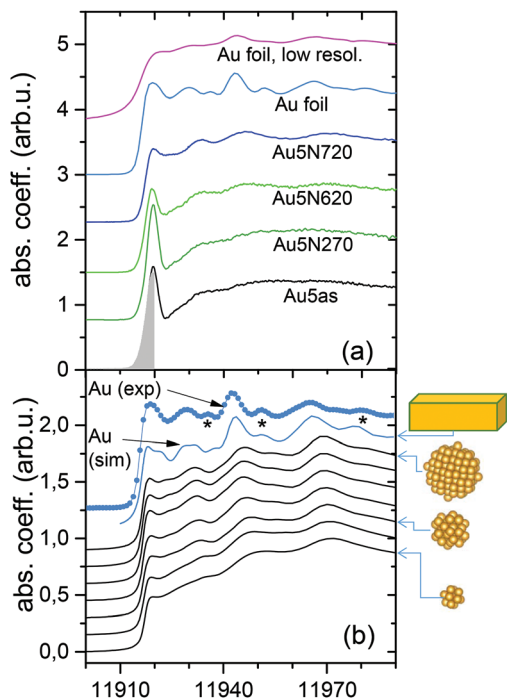 5
Au foil, low resol.
4
Au foil
Au5N720
3
Au5N620
2
Au5N270
1
Au5as
0
(a)
abs. coeff. (arb.u.)
2,0
Au (exp)
*
*
*
Au
(sim)
1,5
1,0
0,5
0,0
(b)
abs. coeff. (arb.u.)
11910 11940 11970